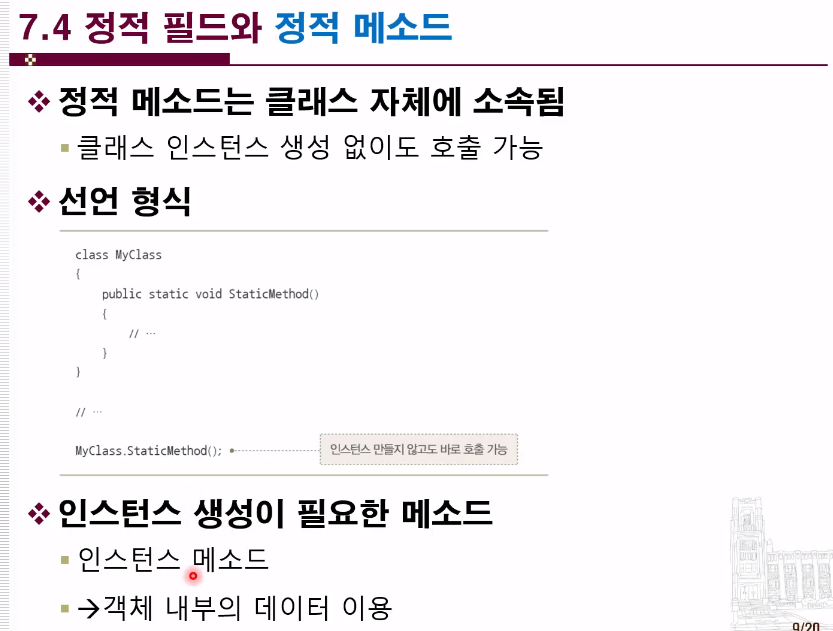 7.4 정적 필드와 정적 메소드
정적 메소드는 클래스 자체에 소속됨
클래스 인스턴스 생성 없이도 호출 가능
선언 형식
class MyClass
{
public static void StaticMethod()
{
// …
}
}
// …
MyClass.StaticMethod();
인스턴스 만들지 않고도 바로 호출 가능
인스턴스 생성이 필요한 메소드
인스턴스 메소드
→객체 내부의 데이터 이용
9/20